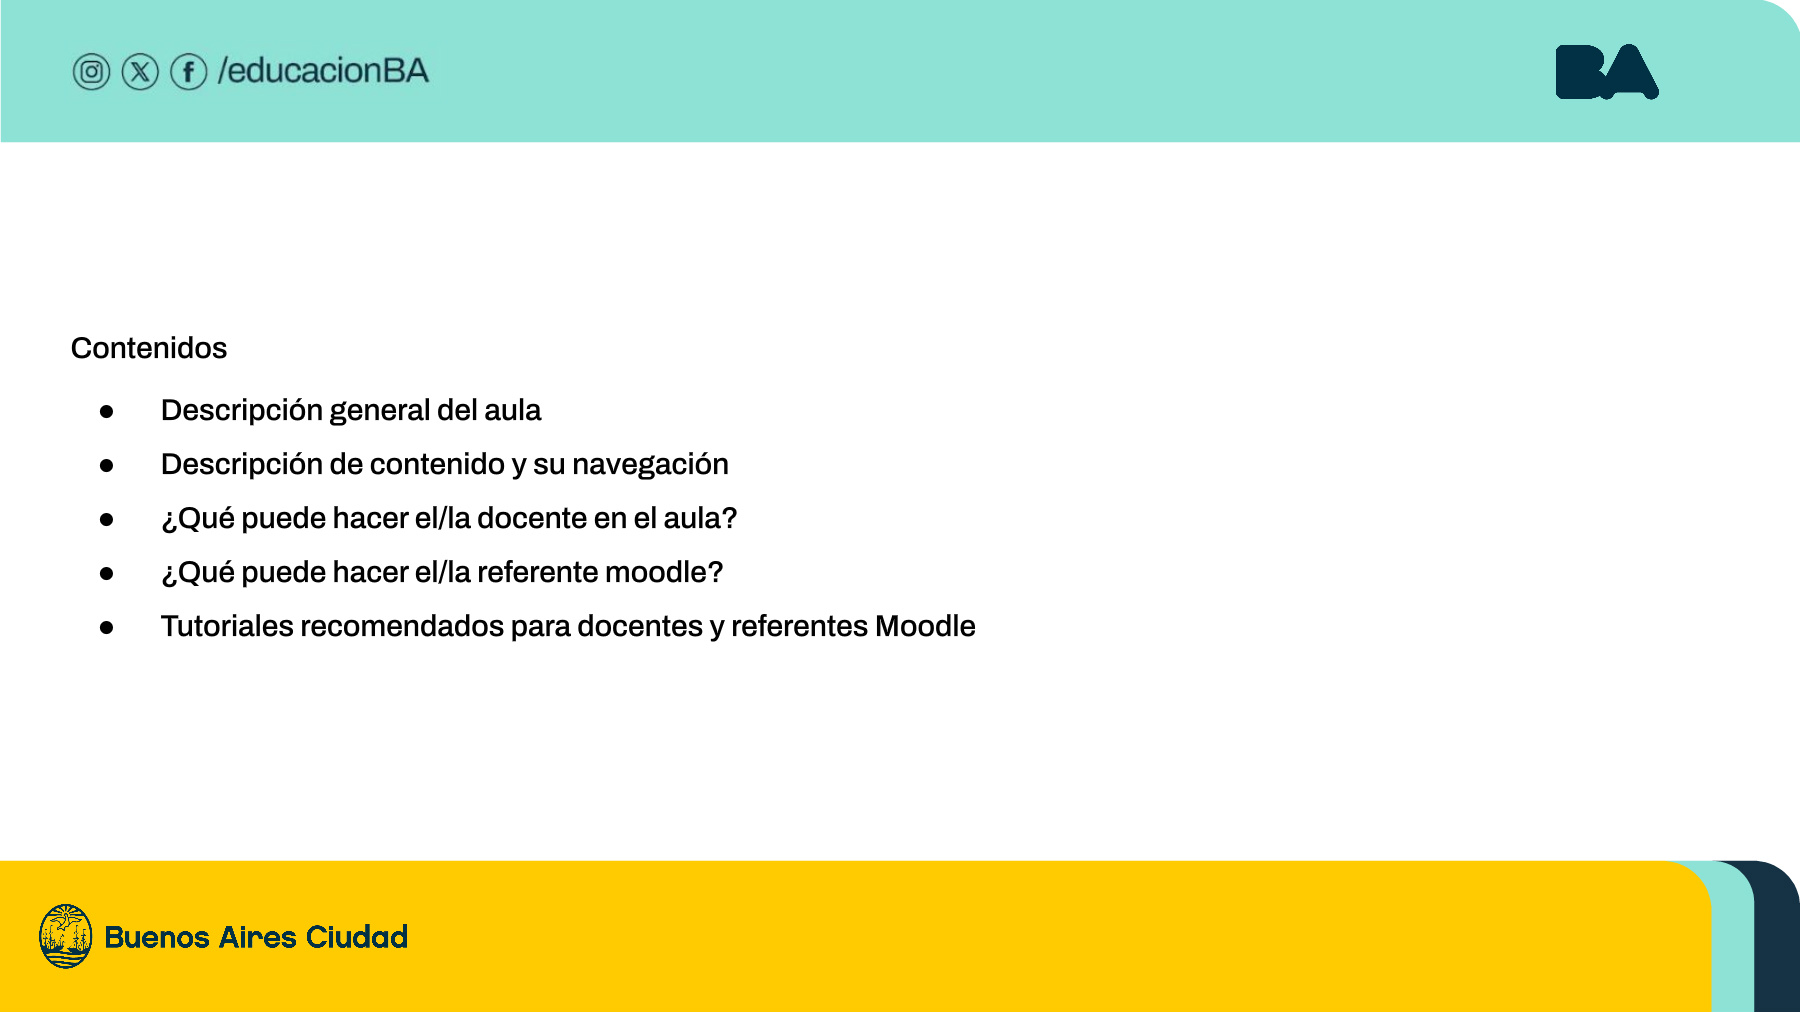 /educacionBA
BA
Contenidos
● Descripción general del aula
● Descripción de contenido y su navegación
● ¿Qué puede hacer el/la docente en el aula?
● ¿Qué puede hacer el/la referente moodle?
● Tutoriales recomendados para docentes y referentes Moodle
Buenos Aires Ciudad